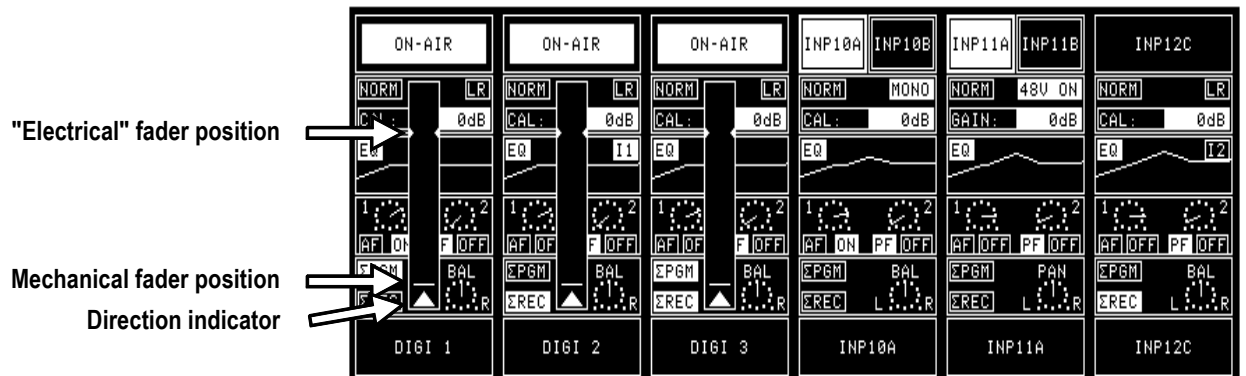 ON-AIR ON-AIR ON-AIR INP10A INP10B INP11A INP11B INP12C
NORM LR NORM LR NORM LR NORM MONO NORM 48V ON NORM LR
"Electrical" fader position
0dB CAL: 0dB CAL: 0dB CAL: 0dB GAIN: 0dB CAL: 0dB
EQ EQ I1 EQ EQ EQ EQ I2
1 2 1 2 1 2 1 2 1 2 1 2
AF OFF AF OFF AF OFF AF ON PF OFF AF OFF PF OFF AF OFF PF OFF
Mechanical fader position
ΣPGM BAL ΣPGM BAL ΣPGM BAL ΣPGM BAL ΣPGM PAN ΣPGM BAL
Direction indicator
R ΣREC R ΣREC R ΣREC L R ΣREC L R ΣREC L R
DIGI 1 DIGI 2 DIGI 3 INP10A INP11A INP12C